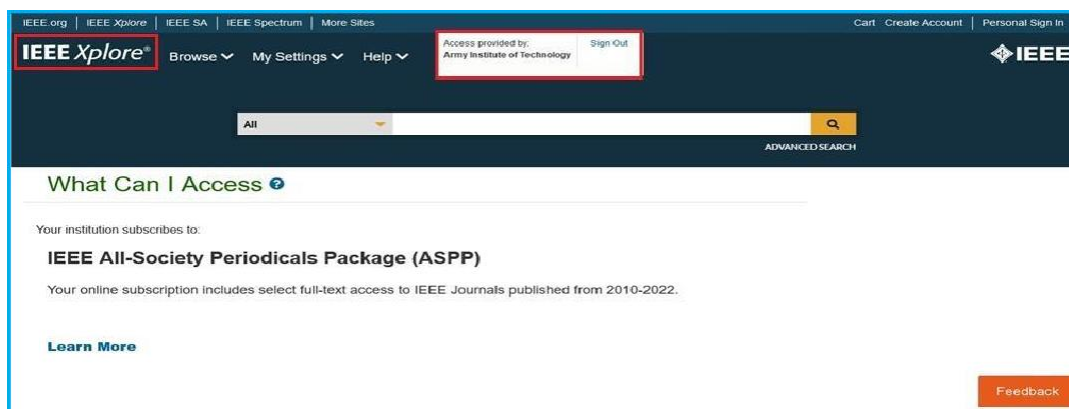 IEEE.org | IEEE Xplore | IEEE SA | IEEE Spectrum | More Sites
Cart Create Account | Personal Sign In
IEEE Xplore®
Browse
My Settings
Help
Access provided by:
Army Institute of Technology
Sign Out
IEEE
All
ADVANCED SEARCH
What Can I Access
Your institution subscribes to:
IEEE All-Society Periodicals Package (ASPP)
Your online subscription includes select full-text access to IEEE Journals published from 2010-2022.
Learn More
Feedback